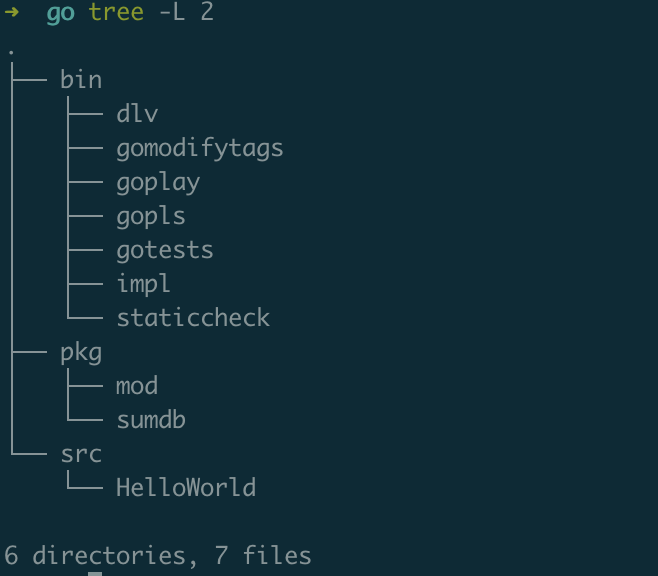 ➜  go tree -L 2
.
├── bin
│   ├── dlv
│   ├── gomodifytags
│   ├── goplay
│   ├── gopls
│   ├── gotests
│   ├── impl
│   └── staticcheck
├── pkg
│   ├── mod
│   └── sumdb
└── src
    └── HelloWorld

6 directories, 7 files